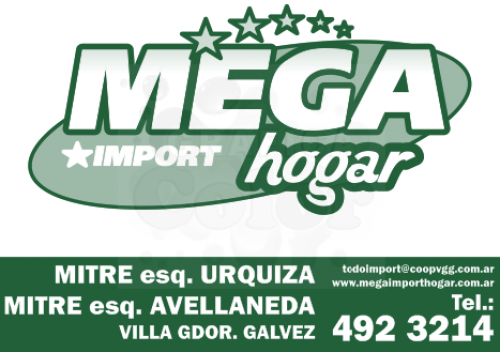 MEGA
IMPORT hogar
MITRE esq. URQUIZA
MITRE esq. AVELLANEDA
VILLA GDOR. GALVEZ
todoimport@coopvgg.com.ar
www.megaimporthogar.com.ar
Tel.:
492 3214